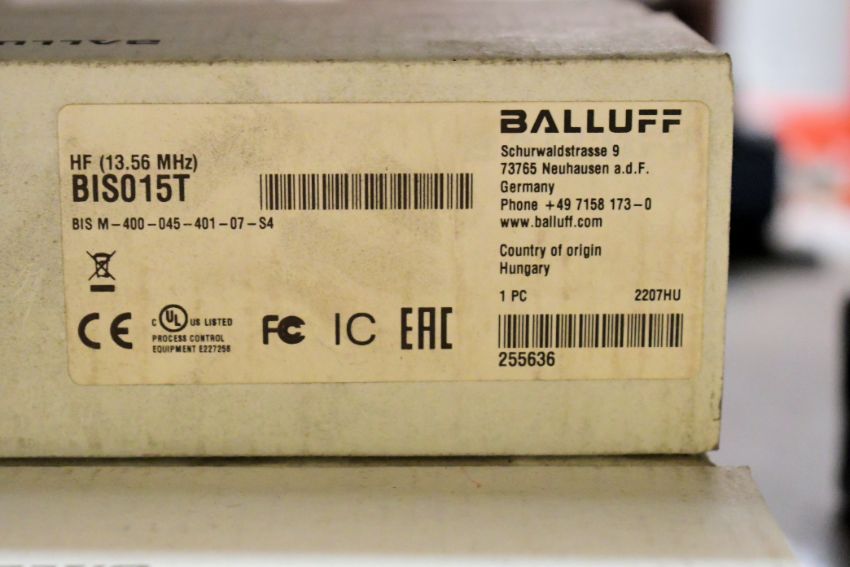 BALLUFF
HF (13.56 MHz)
BIS015T
BIS M-400-045-401-07-S4
CE
C UL US LISTED
PROCESS CONTROL
EQUIPMENT E227256
FC
IC
EAC
BALLUFF
Schurwaldstrasse 9
73765 Neuhausen a.d.F.
Germany
Phone +49 7158 173-0
www.balluff.com
Country of origin
Hungary
1 PC 2207HU
255636